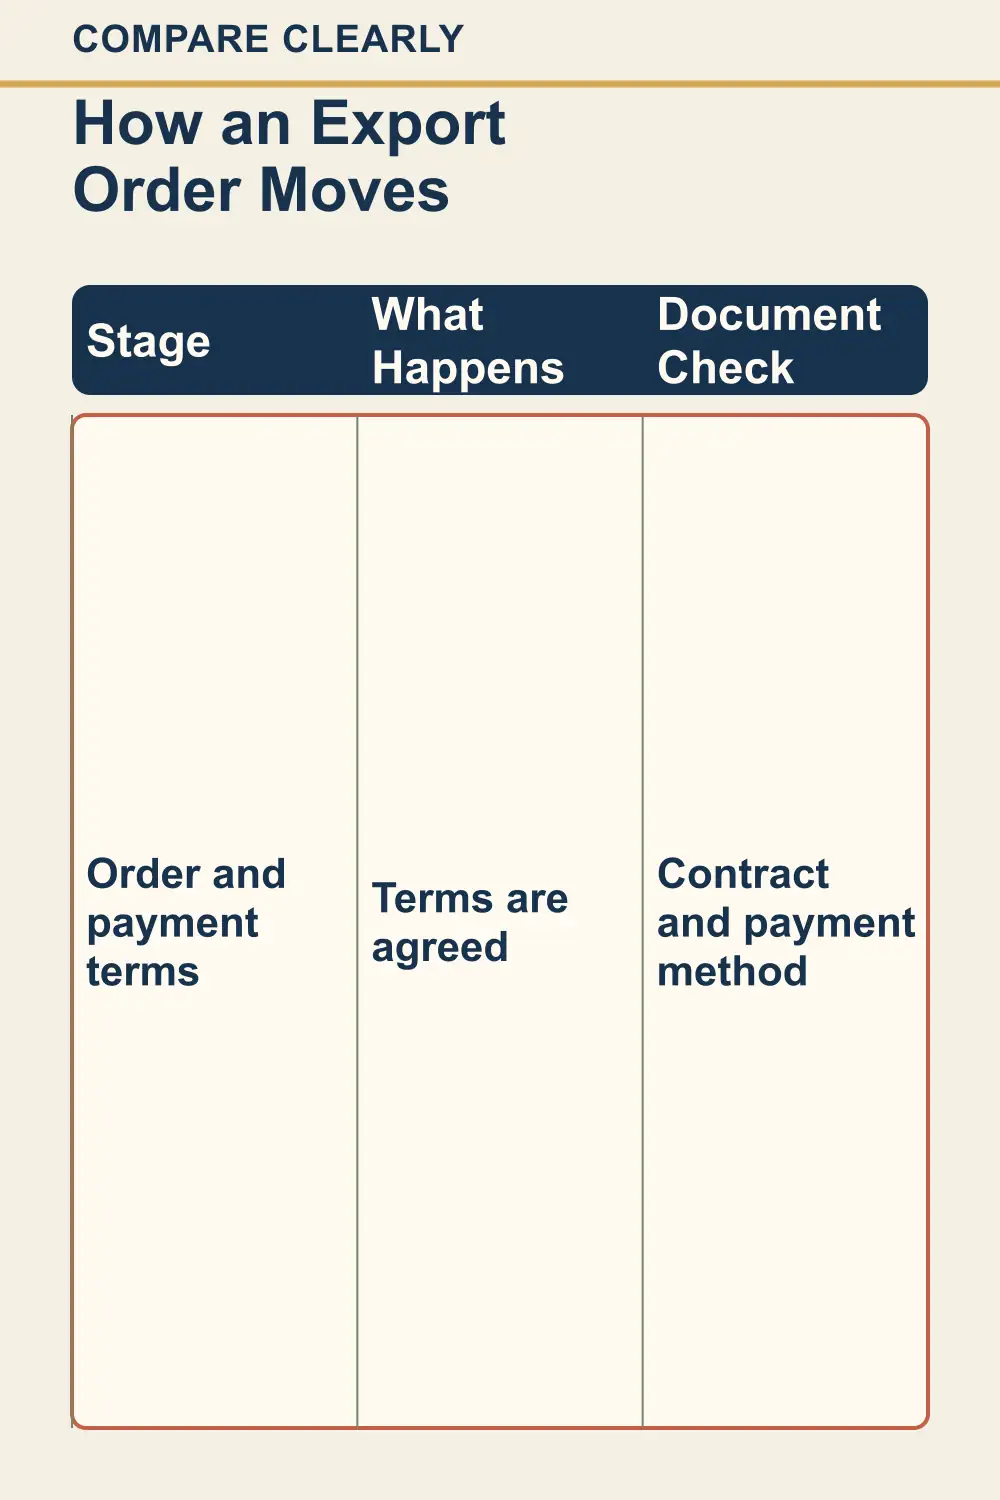 COMPARE CLEARLY
How an Export
Order Moves
Stage
What
Happens
Document
Check
Order and
payment
terms
Terms are
agreed
Contract
and payment
method